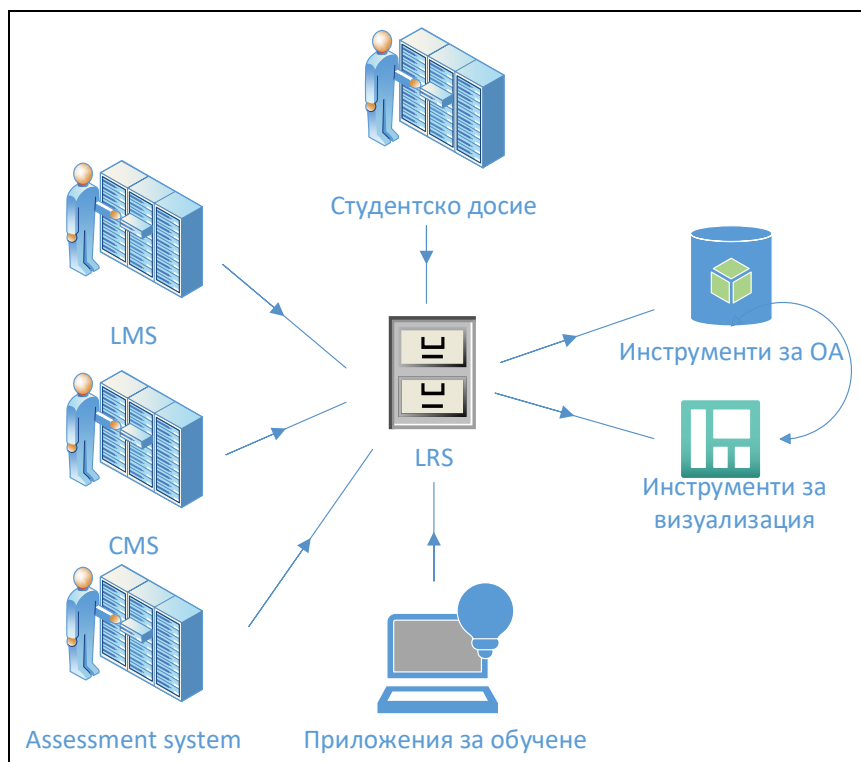 Студентско досие
LMS
Инструменти за ОА
CMS
LRS
Инструменти за
визуализация
Assessment system
Приложения за обучене